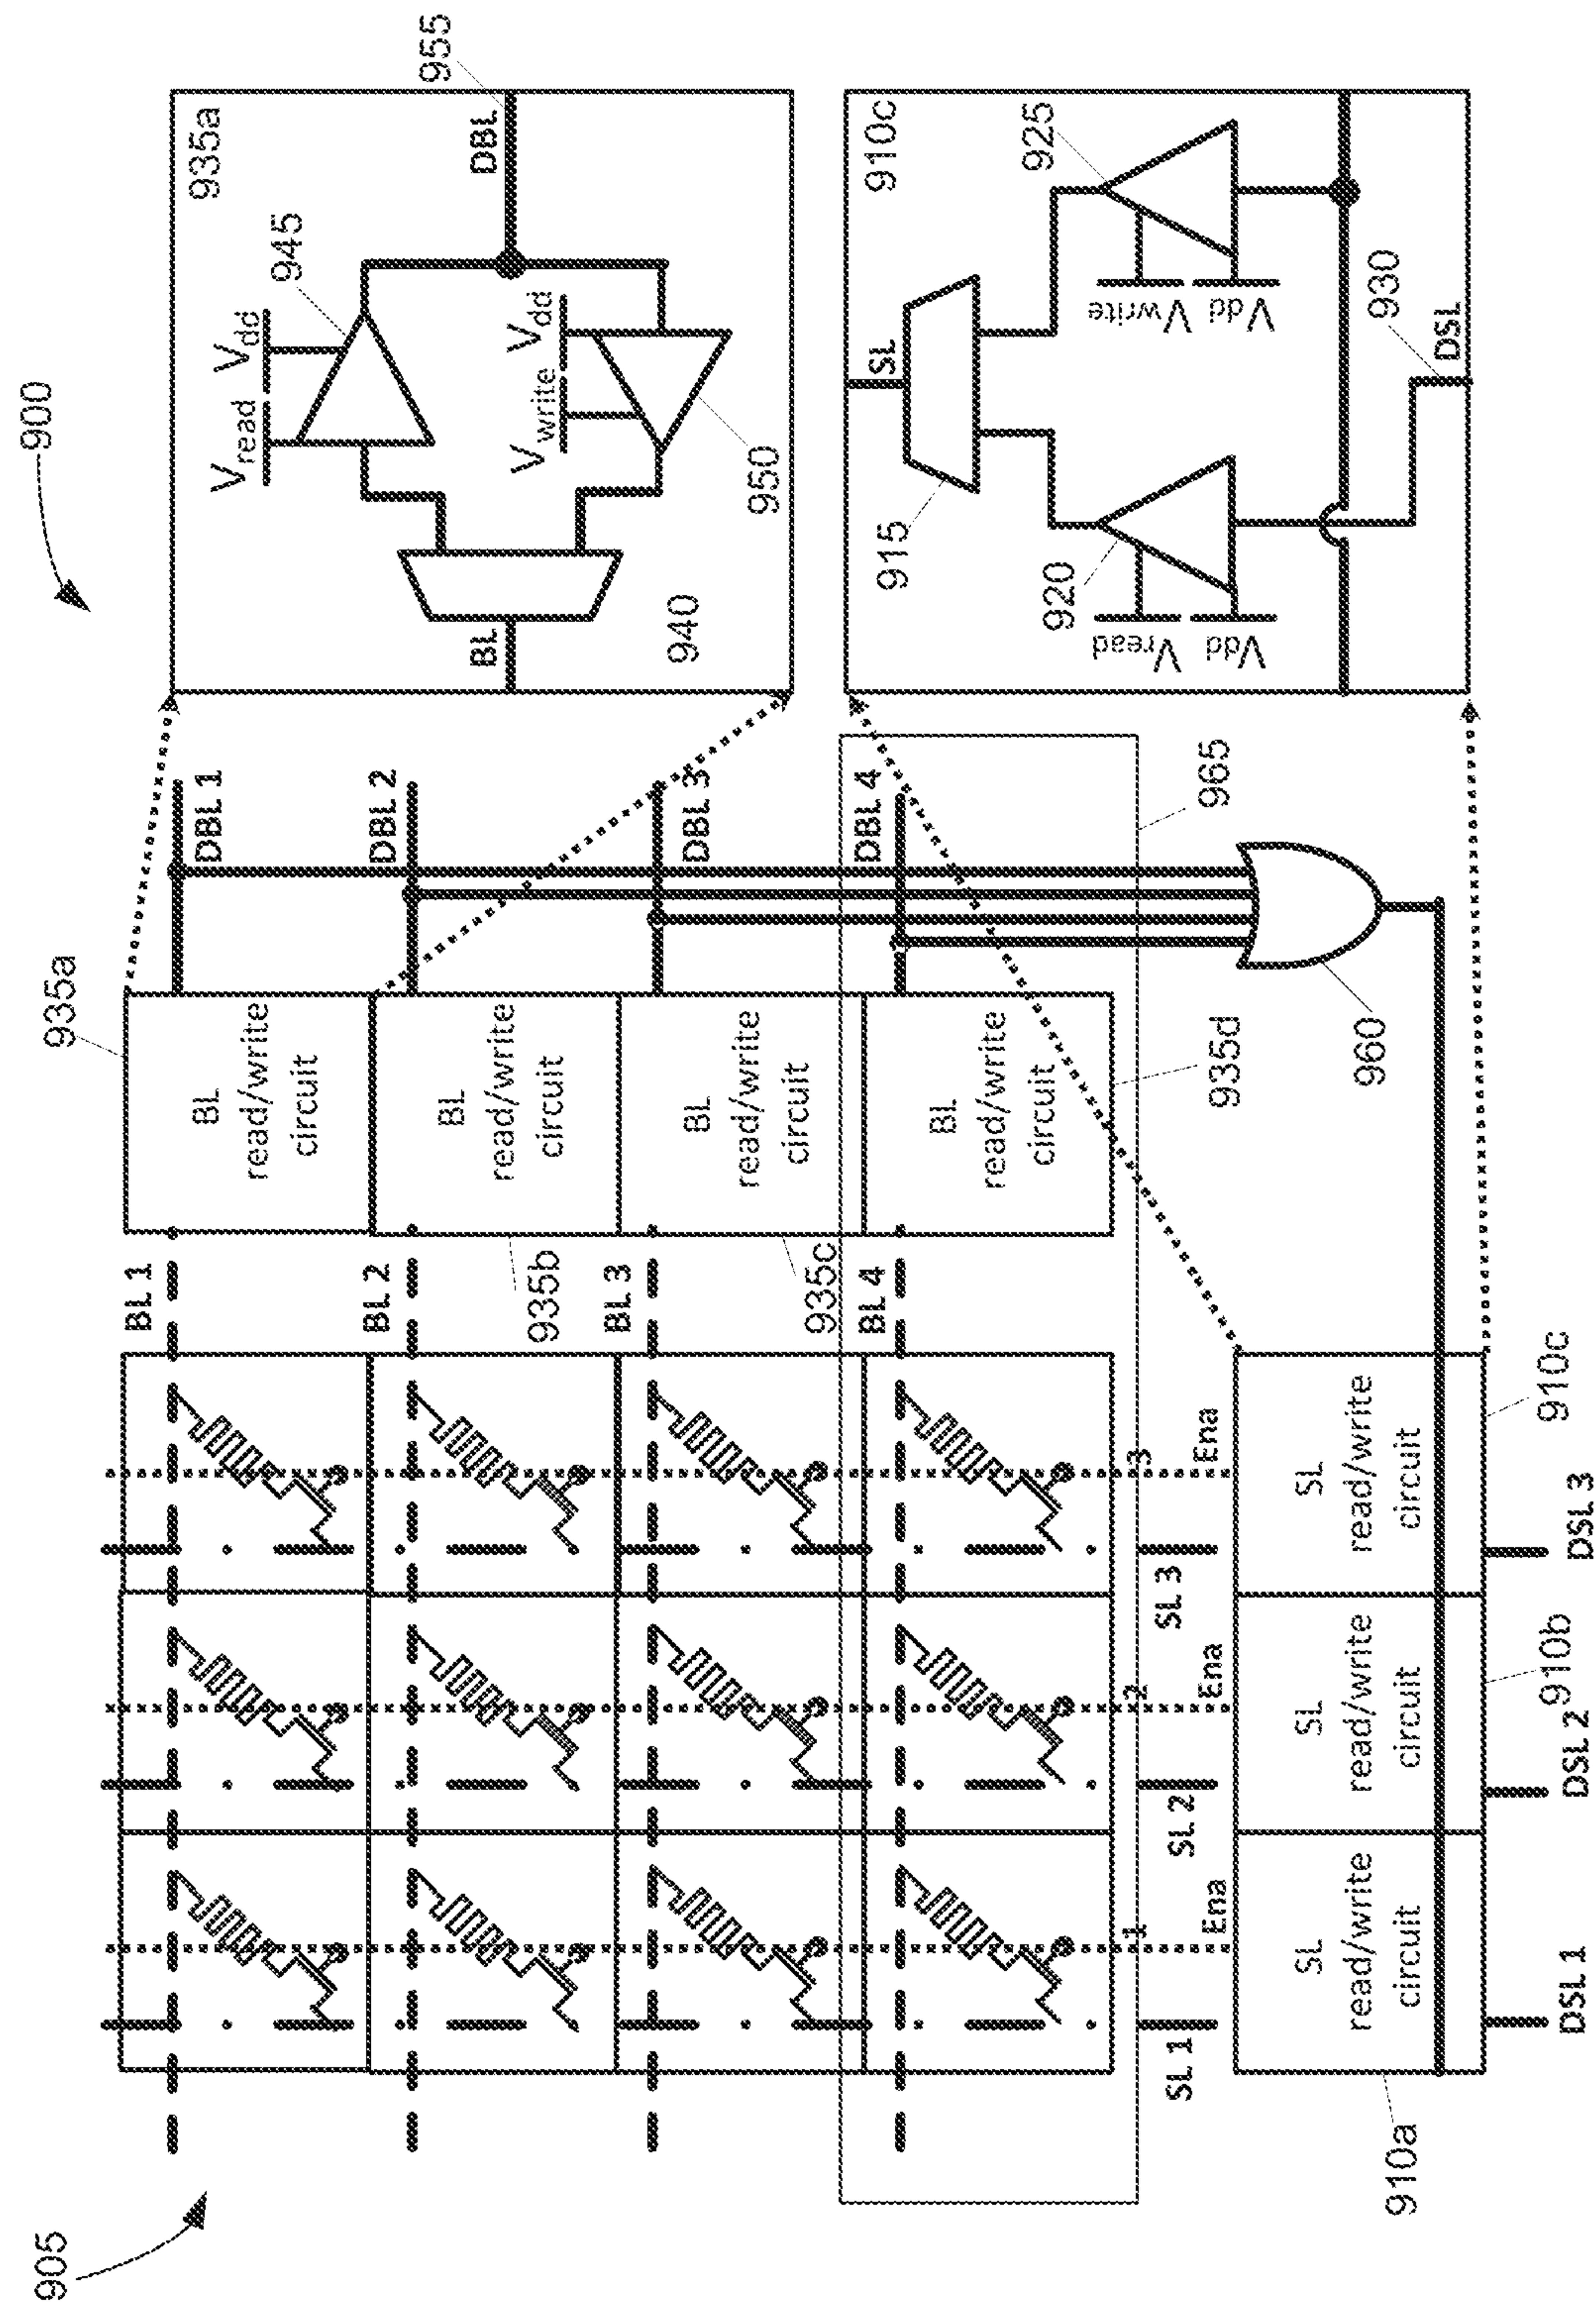 900
905
935a
BL
read/write
circuit
BL
read/write
circuit
BL
read/write
circuit
BL
read/write
circuit
935b
935c
935d
BL 1
BL 2
BL 3
BL 4
DBL 1
DBL 2
DBL 3
DBL 4
965
960
SL 1
SL 2
SL 3
Ena
1
Ena
2
Ena
3
SL
read/write
circuit
SL
read/write
circuit
SL
read/write
circuit
910a
910b
910c
DSL 1
DSL 2
DSL 3
935a
Vread
Vdd
945
Vwrite
Vdd
950
BL
940
DBL
955
910c
SL
915
920
Vread
Vdd
925
Vwrite
Vdd
930
DSL